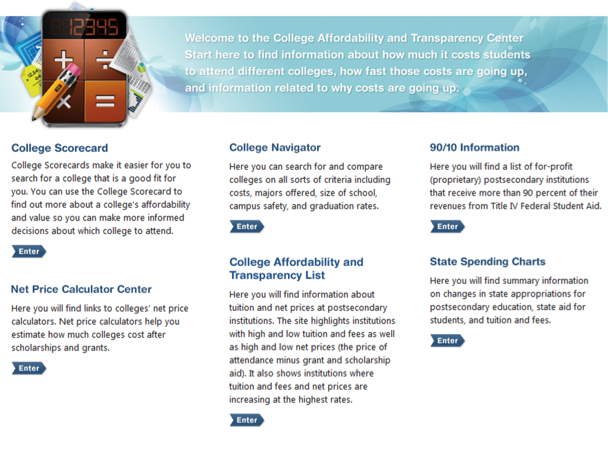 12345
Welcome to the College Affordability and Transparency Center
Start here to find information about how much it costs students
to attend different colleges, how fast those costs are going up,
and information related to why costs are going up.
College Scorecard
College Scorecards make it easier for you to
search for a college that is a good fit for
you. You can use the College Scorecard to
find out more about a college's affordability
and value so you can make more informed
decisions about which college to attend.
Enter
Net Price Calculator Center
Here you will find links to colleges' net price
calculators. Net price calculators help you
estimate how much colleges cost after
scholarships and grants.
Enter
College Navigator
Here you can search for and compare
colleges on all sorts of criteria including
costs, majors offered, size of school,
campus safety, and graduation rates.
Enter
College Affordability and
Transparency List
Here you will find information about
tuition and net prices at postsecondary
institutions. The site highlights institutions
with high and low tuition and fees as well
as high and low net prices (the price of
attendance minus grant and scholarship
aid). It also shows institutions where
tuition and fees and net prices are
increasing at the highest rates.
Enter
90/10 Information
Here you will find a list of for-profit
(proprietary) postsecondary institutions
that receive more than 90 percent of their
revenues from Title IV Federal Student Aid.
Enter
State Spending Charts
Here you will find summary information
on changes in state appropriations for
postsecondary education, state aid for
students, and tuition and fees.
Enter